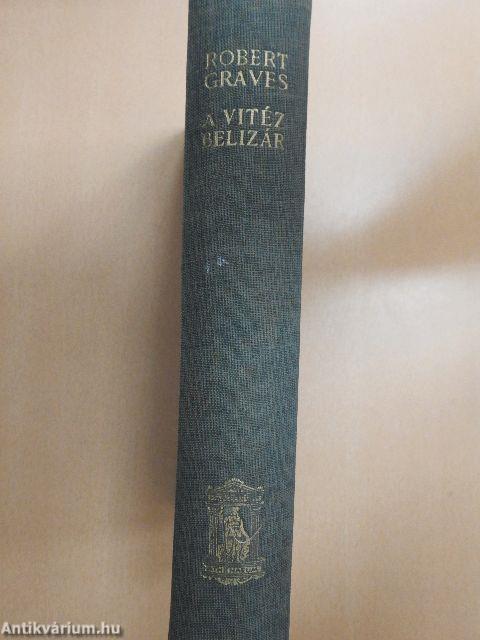 ROBERT
GRAVES
A VITÉZ
BELIZÁR
Antikvárium.hu